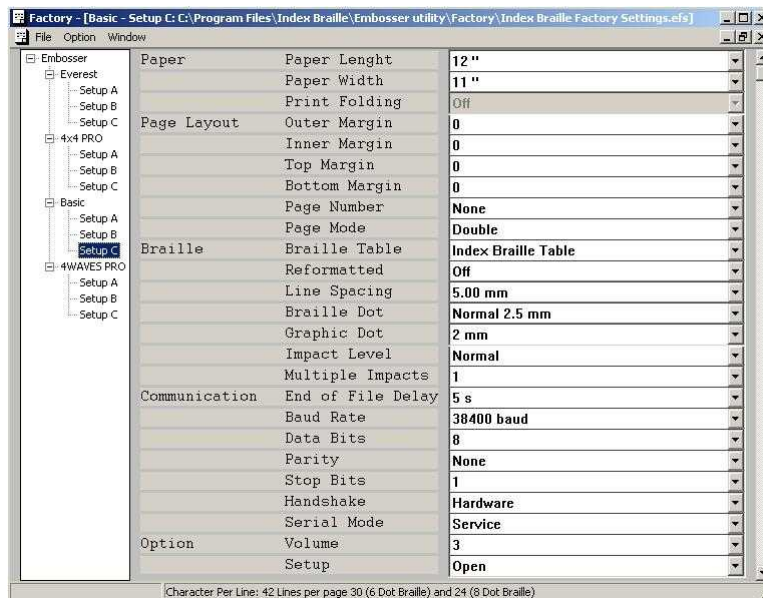 Factory - [Basic - Setup C: C:\Program Files\Index Braille\Embosser utility\Factory\Index Braille Factory Settings.efs]
File Option Window
Embosser
Everest
Setup A
Setup B
Setup C
4x4 PRO
Setup A
Setup B
Setup C
Basic
Setup A
Setup B
Setup C
4WAVES PRO
Setup A
Setup B
Setup C
Paper Paper Lenght 12 "
Paper Width 11 "
Print Folding Off
Page Layout Outer Margin 0
Inner Margin 0
Top Margin 0
Bottom Margin 0
Page Number None
Page Mode Double
Braille Braille Table Index Braille Table
Reformatted Off
Line Spacing 5.00 mm
Braille Dot Normal 2.5 mm
Graphic Dot 2 mm
Impact Level Normal
Multiple Impacts 1
Communication End of File Delay 5 s
Baud Rate 38400 baud
Data Bits 8
Parity None
Stop Bits 1
Handshake Hardware
Serial Mode Service
Option Volume 3
Setup Open
Character Per Line: 42 Lines per page 30 (6 Dot Braille) and 24 (8 Dot Braille)